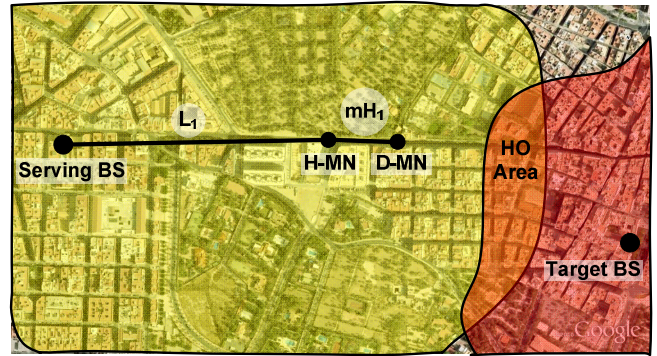 L₁
mH₁
Serving BS
H-MN
D-MN
HO
Area
Target BS
Google